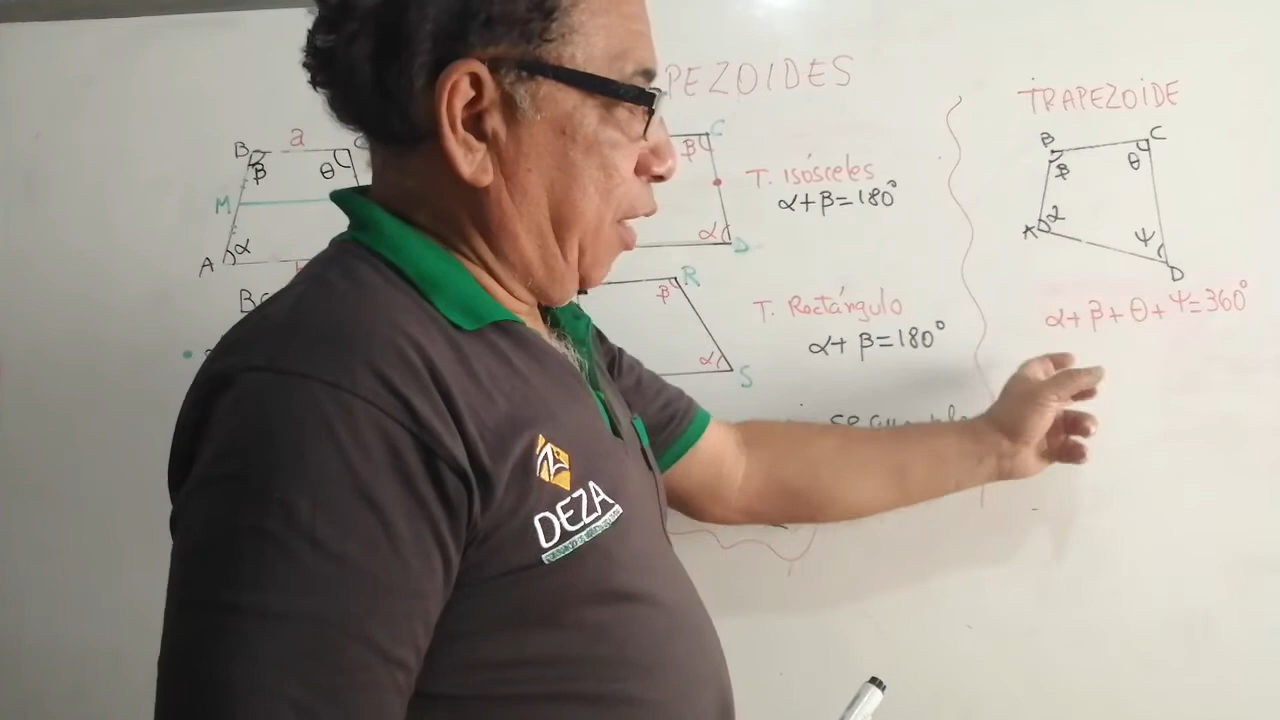 PEZOIDES
TRAPEZOIDE
B a C
β θ
M
A α
β C
α D
T. Isósceles
α+β=180°
β R
α S
T. Rectángulo
α+β=180°
B C
β θ
A α ψ
D
α+β+θ+ψ=360°
DEZA